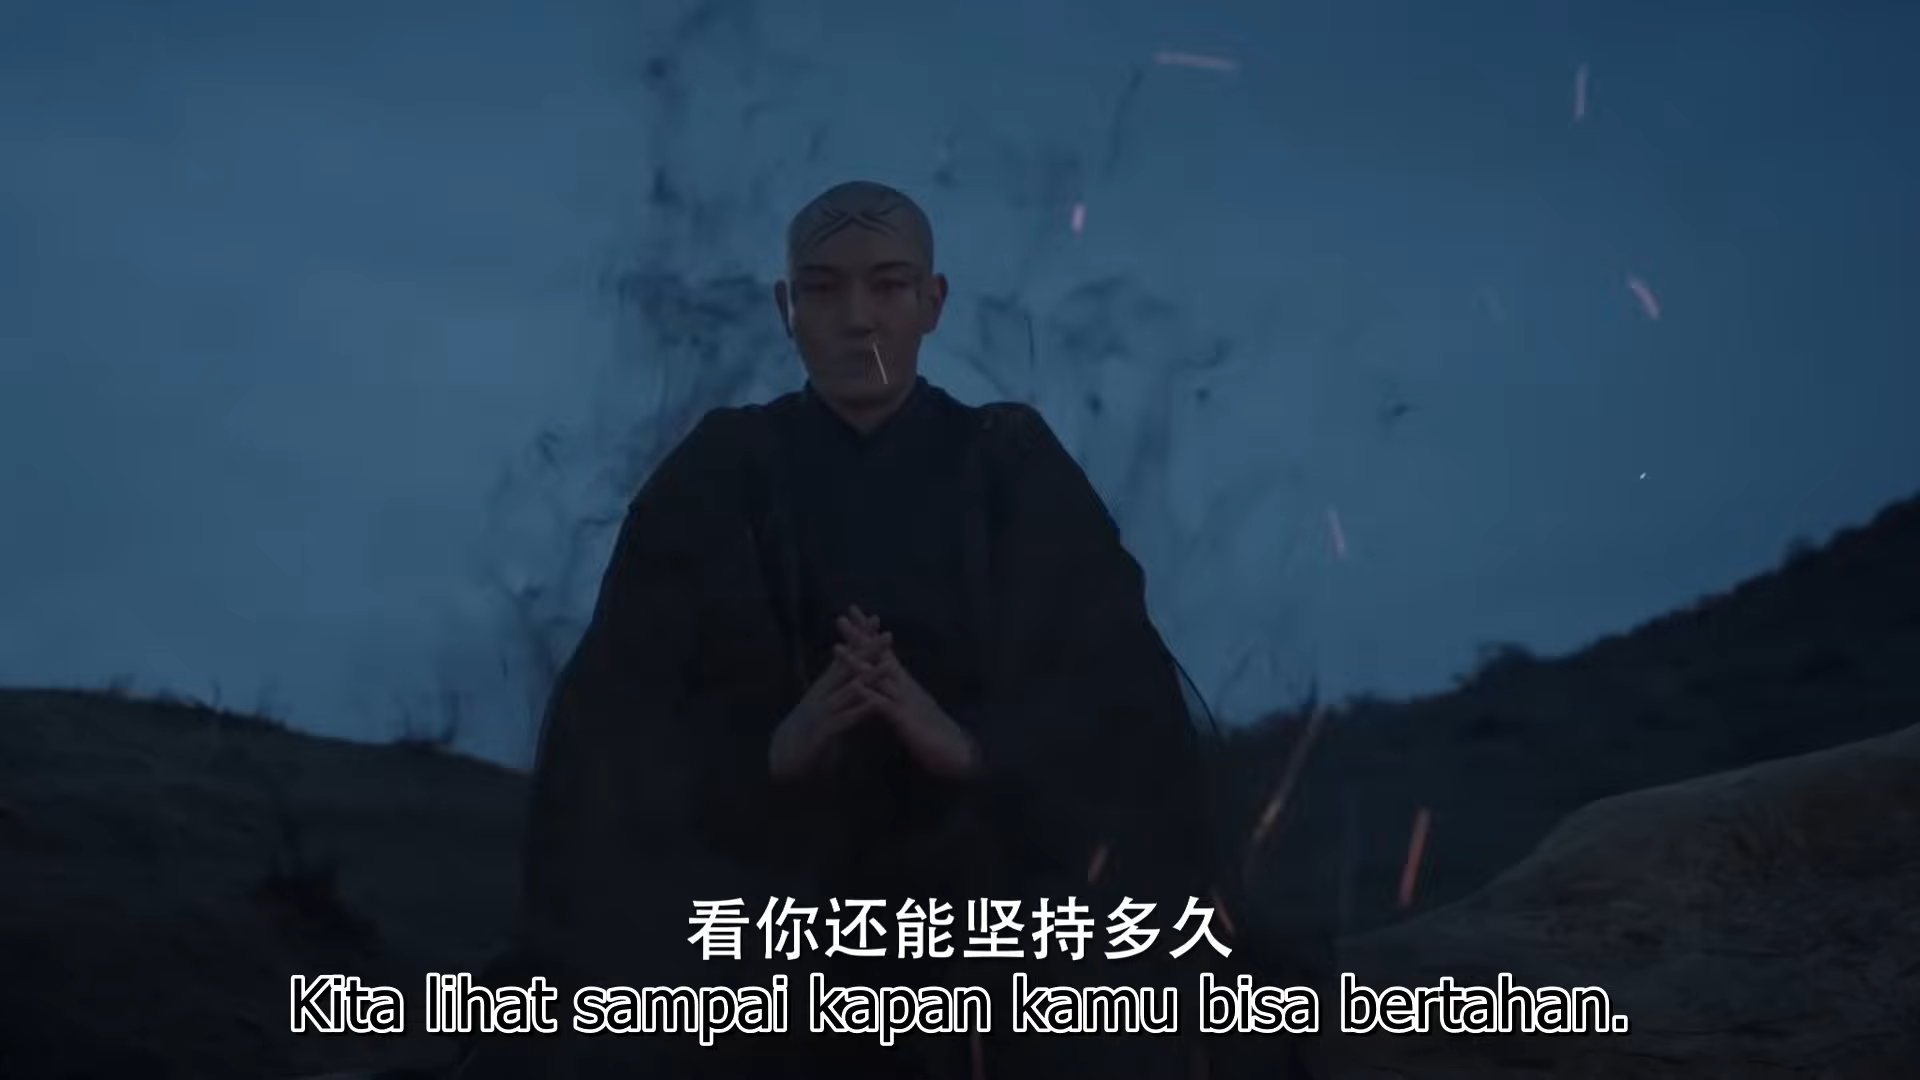 看你还能坚持多久
Kita lihat sampai kapan kamu bisa bertahan.